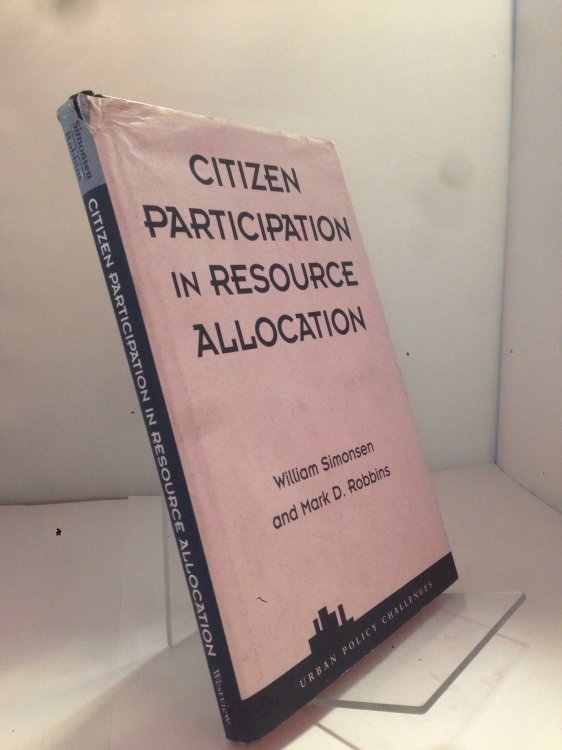 CITIZEN
PARTICIPATION
IN RESOURCE
ALLOCATION
William Simonsen
and Mark D. Robbins
URBAN POLICY CHALLENGES
Simonsen
Robbins
CITIZEN PARTICIPATION IN RESOURCE ALLOCATION
Westview